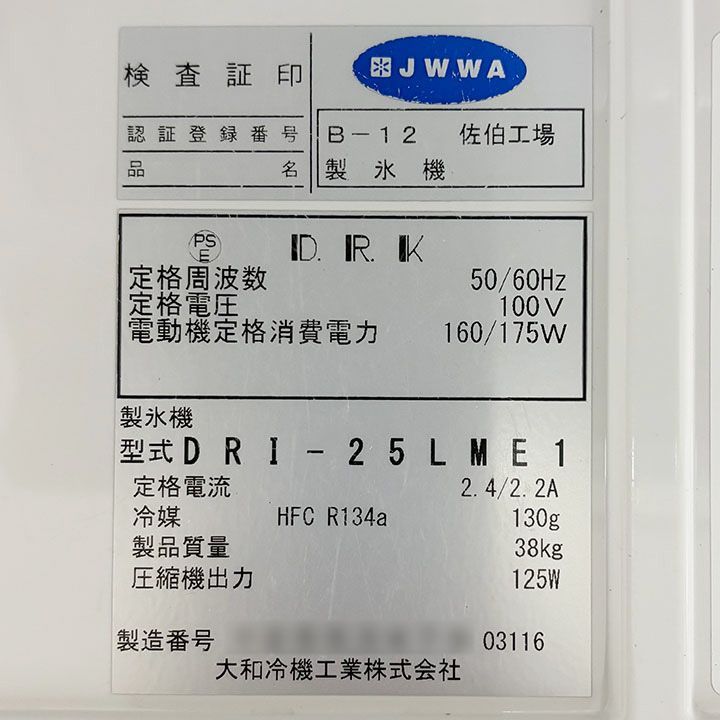 検査証印 JWWA
認証登録番号 B-12 佐伯工場
品名 製氷機
PS E D.R.K
定格周波数 50/60Hz
定格電圧 100V
電動機定格消費電力 160/175W
製氷機
型式 DRI-25LME1
定格電流 2.4/2.2A
冷媒 HFC R134a 130g
製品質量 38kg
圧縮機出力 125W
製造番号 03116
大和冷機工業株式会社